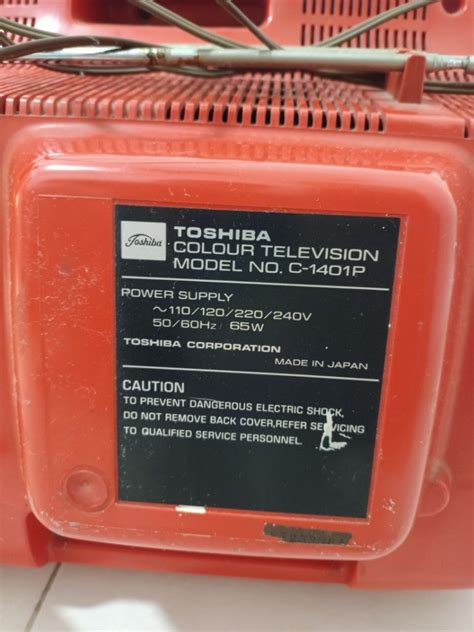 Toshiba
TOSHIBA
COLOUR TELEVISION
MODEL NO. C-1401P
POWER SUPPLY
~110/120/220/240V
50/60Hz 65W
TOSHIBA CORPORATION
MADE IN JAPAN
CAUTION
TO PREVENT DANGEROUS ELECTRIC SHOCK,
DO NOT REMOVE BACK COVER,REFER SERVICING
TO QUALIFIED SERVICE PERSONNEL.